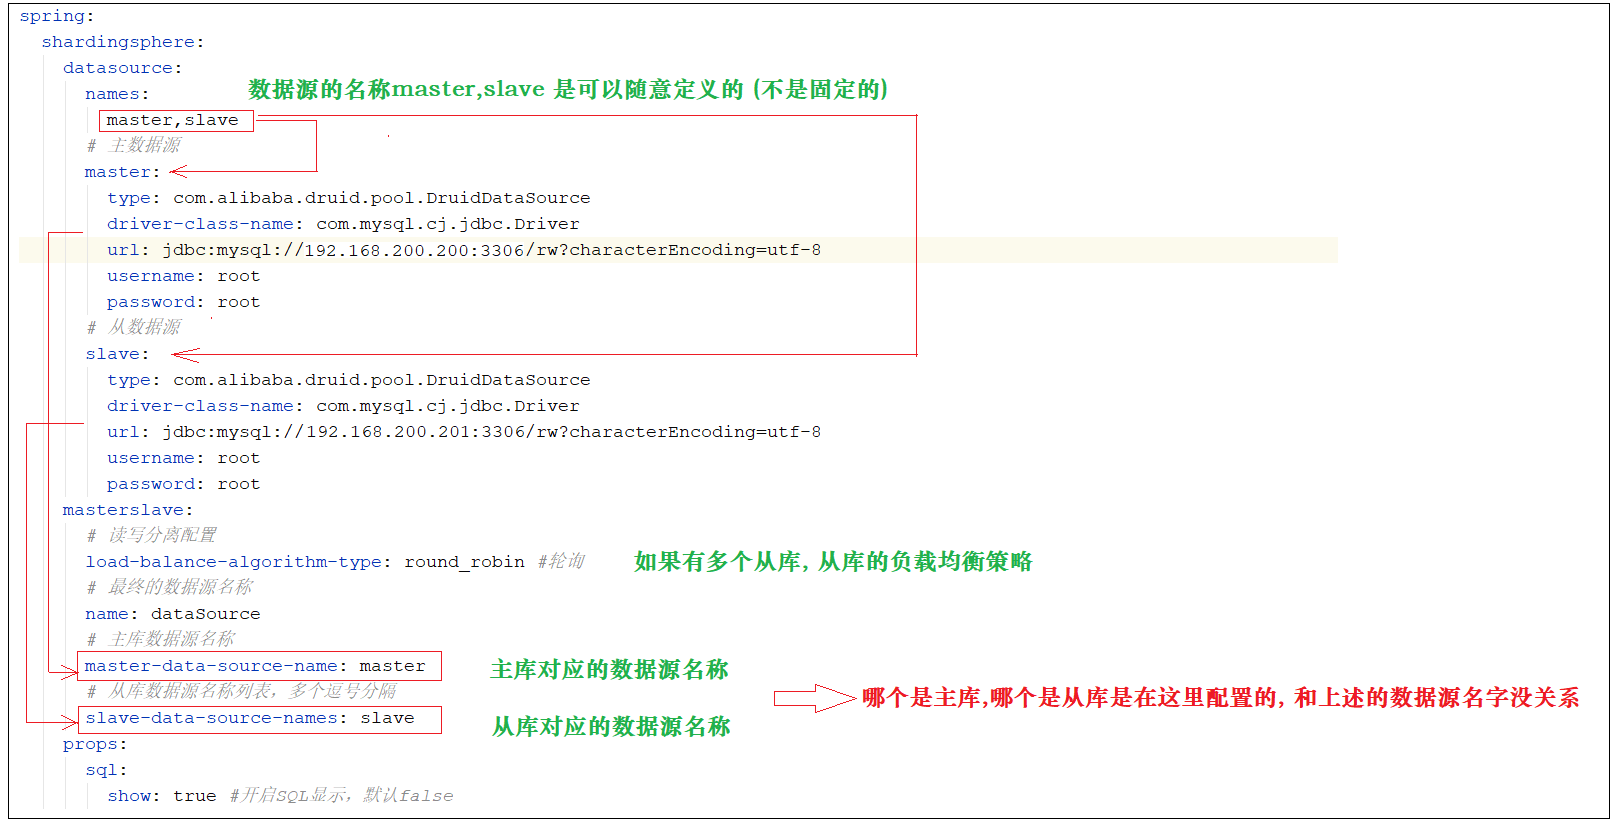 spring:
shardingsphere:
datasource:
names:
数据源的名称master,slave 是可以随意定义的 (不是固定的)
master,slave
# 主数据源
master:
type: com.alibaba.druid.pool.DruidDataSource
driver-class-name: com.mysql.cj.jdbc.Driver
url: jdbc:mysql://192.168.200.200:3306/rw?characterEncoding=utf-8
username: root
password: root
# 从数据源
slave:
type: com.alibaba.druid.pool.DruidDataSource
driver-class-name: com.mysql.cj.jdbc.Driver
url: jdbc:mysql://192.168.200.201:3306/rw?characterEncoding=utf-8
username: root
password: root
masterslave:
# 读写分离配置
load-balance-algorithm-type: round_robin #轮询
如果有多个从库, 从库的负载均衡策略
# 最终的数据源名称
name: dataSource
# 主库数据源名称
master-data-source-name: master
主库对应的数据源名称
# 从库数据源名称列表，多个逗号分隔
哪个是主库,哪个是从库是在这里配置的, 和上述的数据源名字没关系
slave-data-source-names: slave
从库对应的数据源名称
props:
sql:
show: true #开启SQL显示，默认false